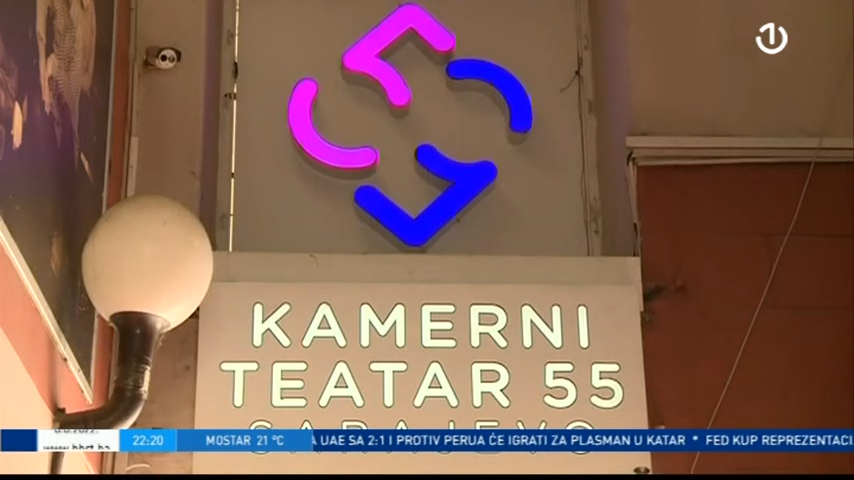 KAMERNI
TEATAR 55
SARAJEVO
22:20
MOSTAR 21 °C
UAE SA 2:1 I PROTIV PERUA ĆE IGRATI ZA PLASMAN U KATAR * FED KUP REPREZENTACI